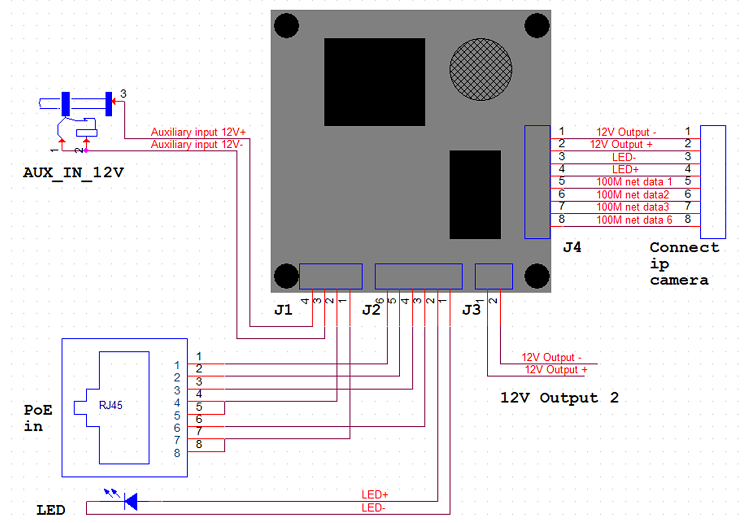 3
Auxiliary input 12V+
Auxiliary input 12V-
1
2
AUX_IN_12V
1 12V Output - 1
2 12V Output + 2
3 LED- 3
4 LED+ 4
5 100M net data 1 5
6 100M net data2 6
7 100M net data3 7
8 100M net data 6 8
J4
Connect
ip
camera
J1
4
3
2
1
J2
6
5
4
3
2
1
J3
1
2
12V Output -
12V Output +
12V Output 2
PoE
in
RJ45
1 1
2 2
3 3
4 4
5 5
6 6
7 7
8 8
LED
LED+
LED-